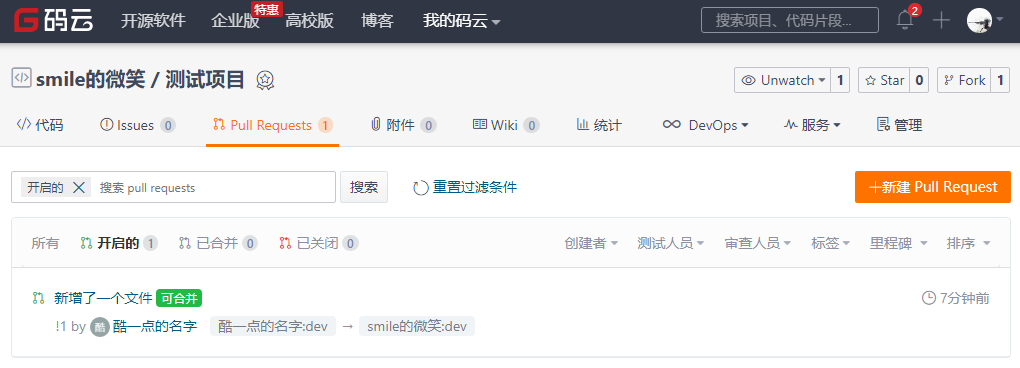 码云 开源软件 企业版 特惠 高校版 博客 我的码云 搜索项目、代码片段... 2
smile的微笑 / 测试项目 Unwatch 1 Star 0 Fork 1
代码 Issues 0 Pull Requests 1 附件 0 Wiki 0 统计 DevOps 服务 管理
开启的 搜索 pull requests 搜索 重置过滤条件 +新建 Pull Request
所有 开启的 1 已合并 0 已关闭 0 创建者 测试人员 审查人员 标签 里程碑 排序
新增了一个文件 可合并 7分钟前
!1 by 酷 酷一点的名字 酷一点的名字:dev → smile的微笑:dev